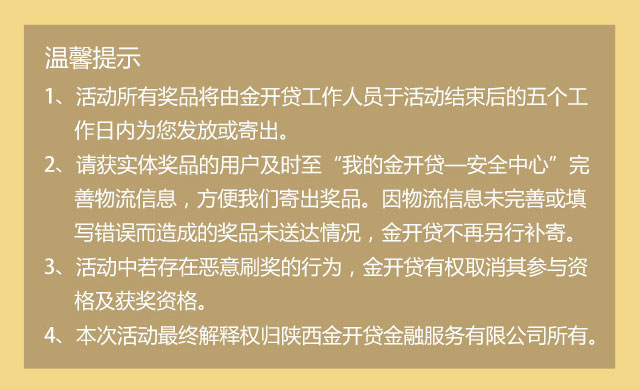 温馨提示
1、活动所有奖品将由金开贷工作人员于活动结束后的五个工
作日内为您发放或寄出。
2、请获实体奖品的用户及时至“我的金开贷—安全中心”完
善物流信息，方便我们寄出奖品。因物流信息未完善或填
写错误而造成的奖品未送达情况，金开贷不再另行补寄。
3、活动中若存在恶意刷奖的行为，金开贷有权取消其参与资
格及获奖资格。
4、本次活动最终解释权归陕西金开贷金融服务有限公司所有。